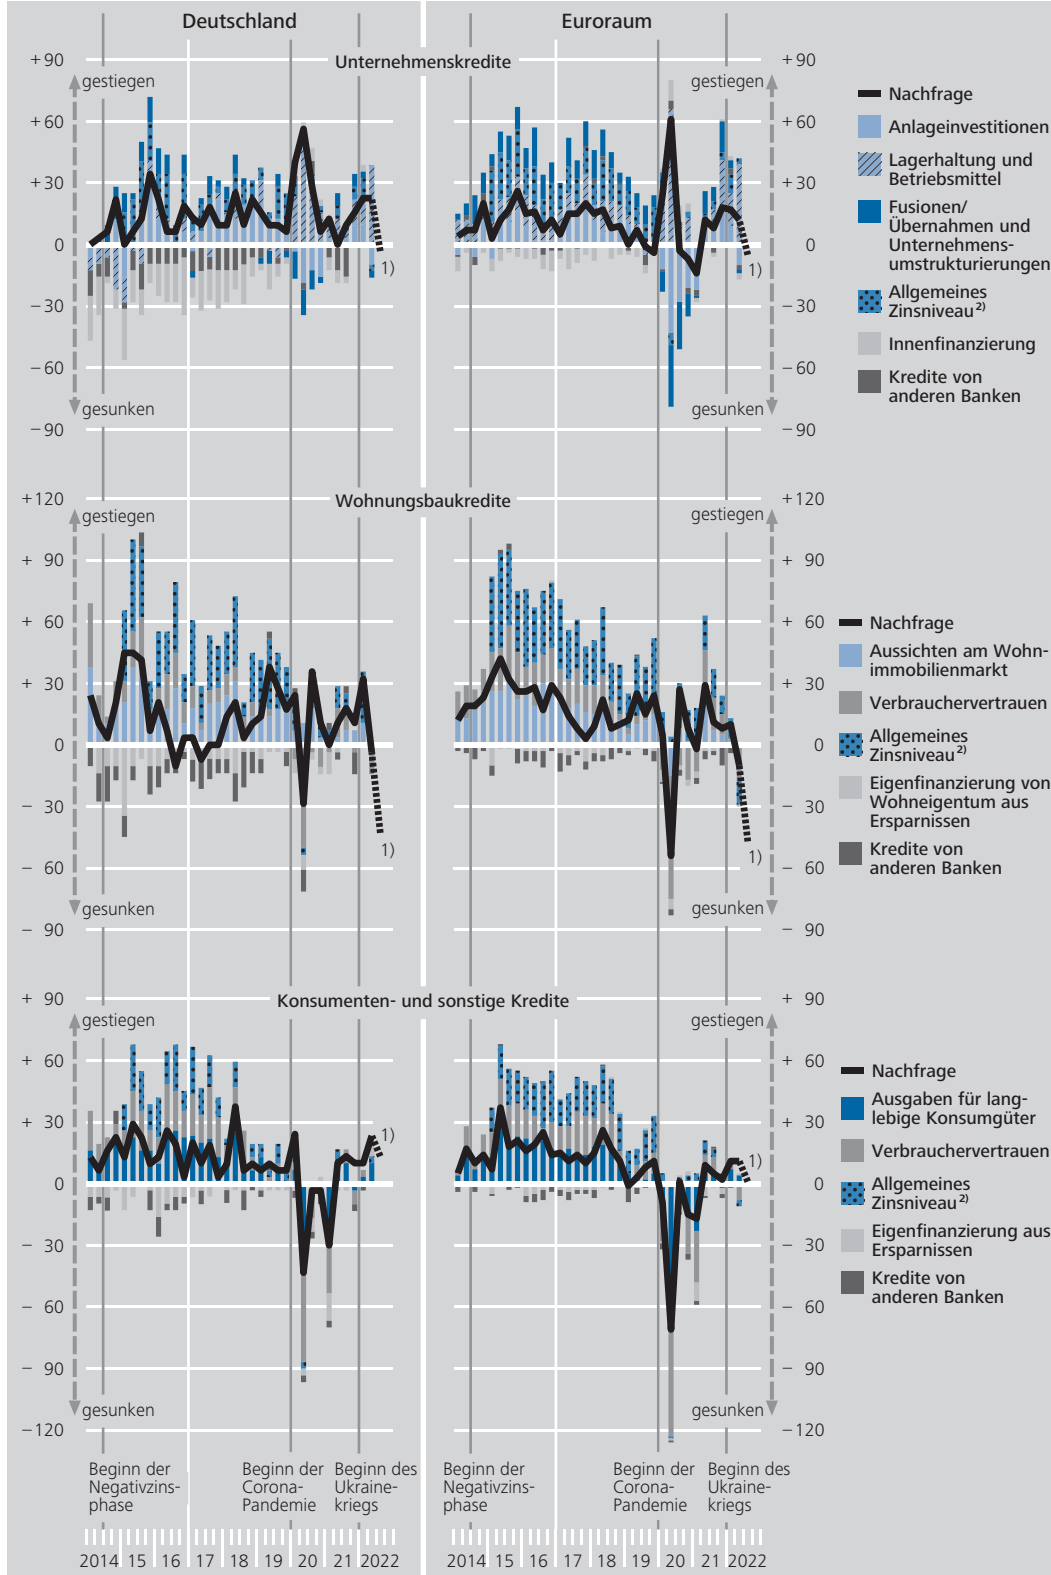 Deutschland
Euroraum
Unternehmenskredite
+ 90
+ 60
+ 30
0
− 30
− 60
− 90
gestiegen
gesunken
1)
gestiegen
gesunken
1)
+ 90
+ 60
+ 30
0
− 30
− 60
− 90
Nachfrage
Anlageinvestitionen
Lagerhaltung und
Betriebsmittel
Fusionen/
Übernahmen und
Unternehmens-
umstrukturierungen
Allgemeines
Zinsniveau²⁾
Innenfinanzierung
Kredite von
anderen Banken
Wohnungsbaukredite
+ 120
+ 90
+ 60
+ 30
0
− 30
− 60
− 90
gestiegen
gesunken
1)
gestiegen
gesunken
1)
+ 120
+ 90
+ 60
+ 30
0
− 30
− 60
− 90
Nachfrage
Aussichten am Wohn-
immobilienmarkt
Verbrauchervertrauen
Allgemeines
Zinsniveau²⁾
Eigenfinanzierung von
Wohneigentum aus
Ersparnissen
Kredite von
anderen Banken
Konsumenten- und sonstige Kredite
+ 90
+ 60
+ 30
0
− 30
− 60
− 90
− 120
gestiegen
gesunken
1)
gestiegen
gesunken
1)
+ 90
+ 60
+ 30
0
− 30
− 60
− 90
− 120
Nachfrage
Ausgaben für lang-
lebige Konsumgüter
Verbrauchervertrauen
Allgemeines
Zinsniveau²⁾
Eigenfinanzierung aus
Ersparnissen
Kredite von
anderen Banken
Beginn der
Negativzins-
phase
Beginn der
Corona-
Pandemie
Beginn des
Ukraine-
kriegs
Beginn der
Negativzins-
phase
Beginn der
Corona-
Pandemie
Beginn des
Ukraine-
kriegs
2014 15 16 17 18 19 20 21 2022
2014 15 16 17 18 19 20 21 2022